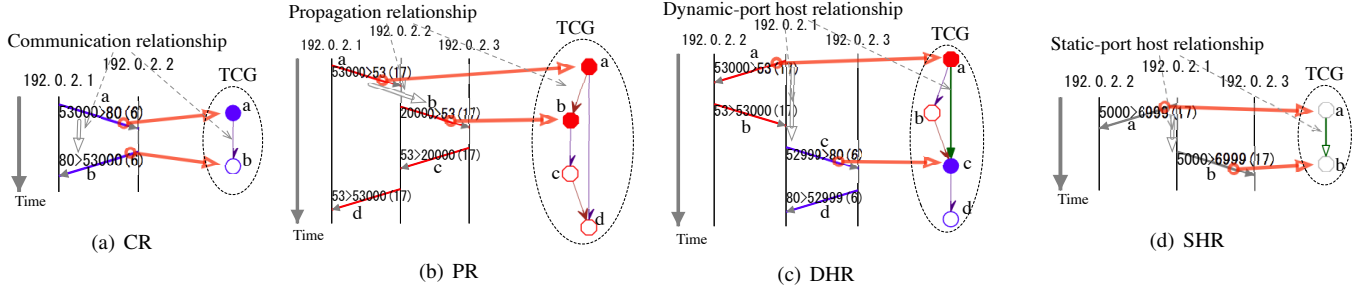 Communication relationship
192.0.2.1
192.0.2.2
TCG
a
53000>80(6)
a
80>53000(6)
b
b
Time
(a) CR
Propagation relationship
192.0.2.1
192.0.2.2
192.0.2.3
TCG
a
53000>53(17)
a
b
20000>53(17)
b
53>20000(17)
c
c
53>53000(17)
d
d
Time
(b) PR
Dynamic-port host relationship
192.0.2.2
192.0.2.1
192.0.2.3
TCG
a
53000>53(17)
a
53>53000(17)
b
b
c
52999>80(6)
c
80>52999(6)
d
d
Time
(c) DHR
Static-port host relationship
192.0.2.2
192.0.2.1
192.0.2.3
TCG
5000>6999(17)
a
a
5000>6999(17)
b
b
Time
(d) SHR